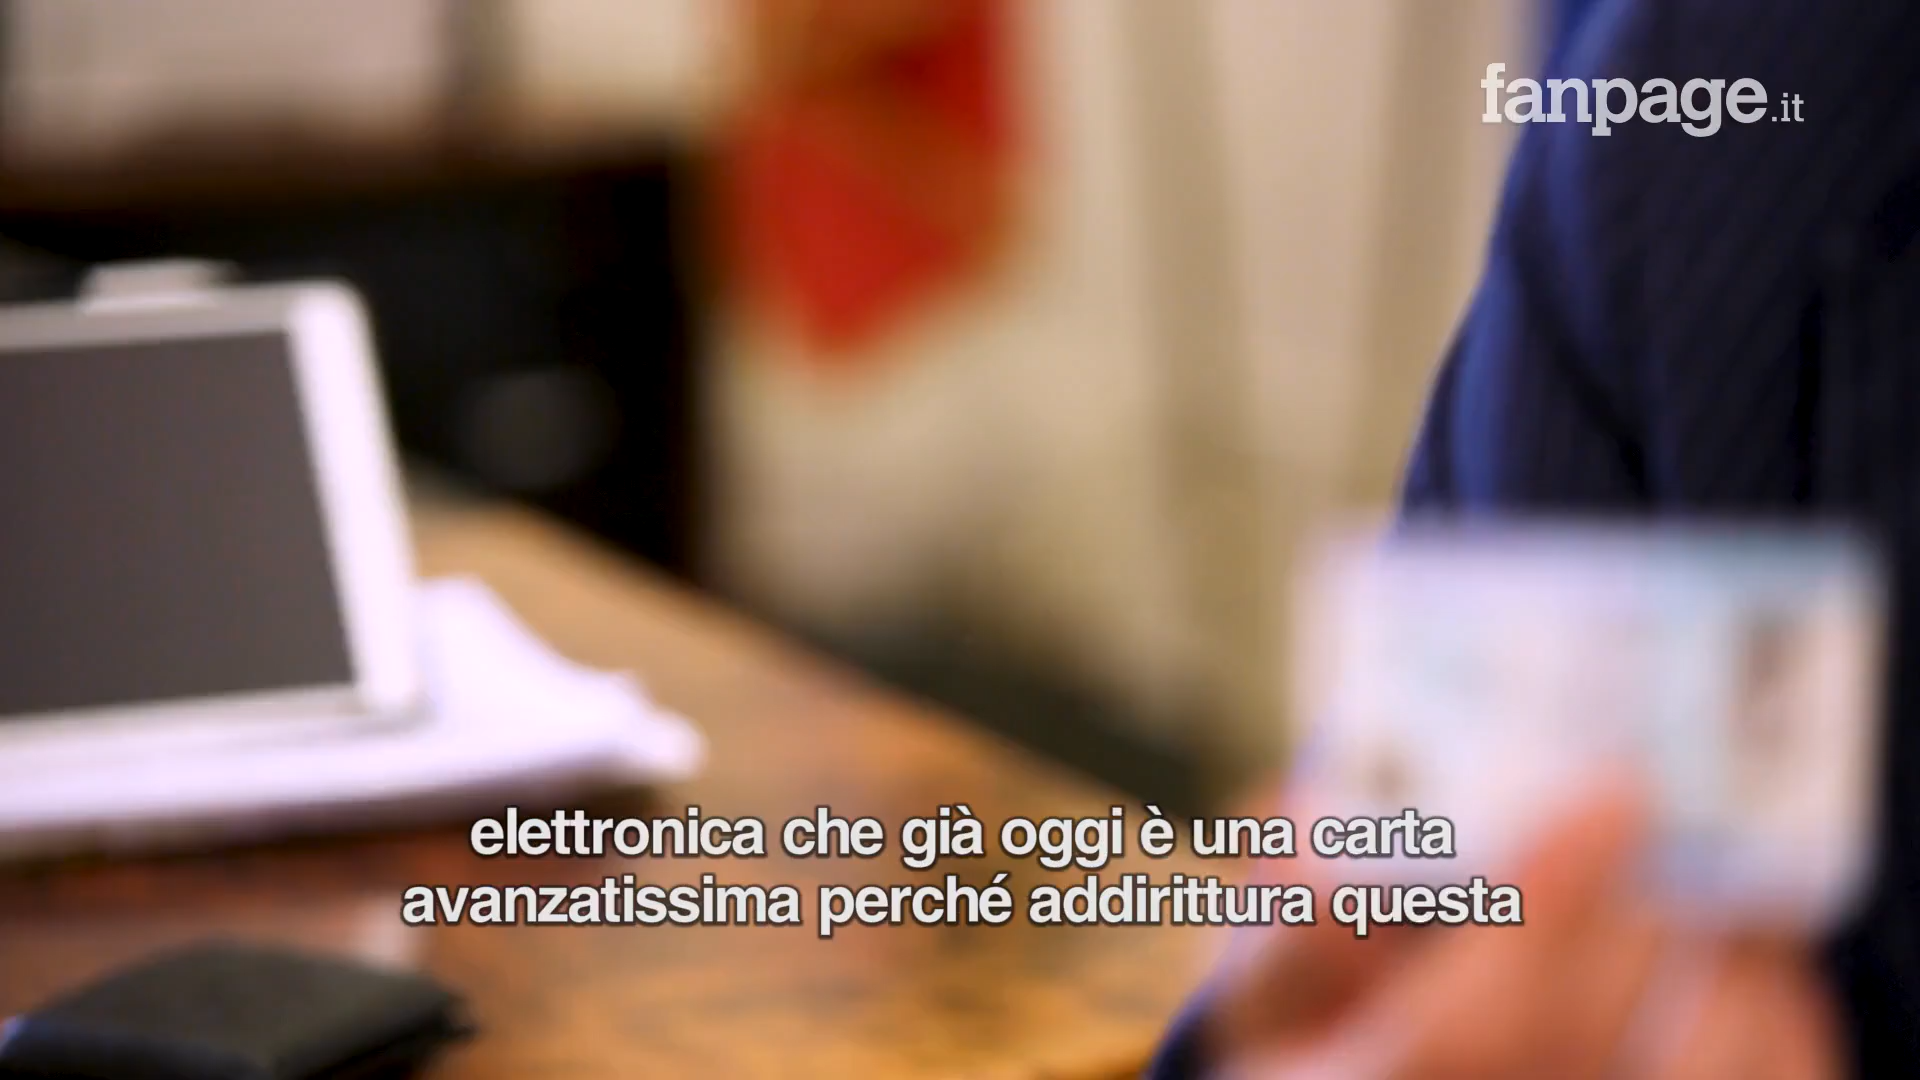 fanpage.it
elettronica che già oggi è una carta
avanzatissima perché addirittura questa